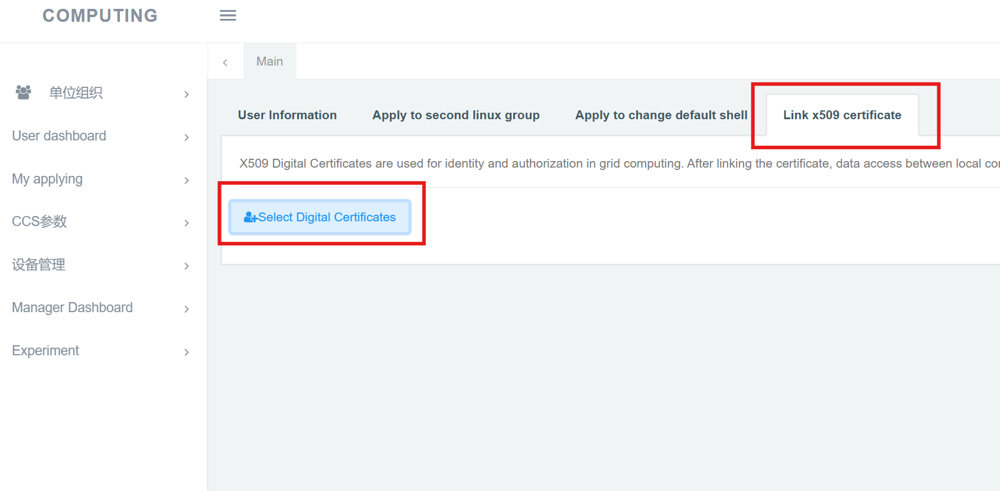 COMPUTING
Main
单位组织
User dashboard
My applying
CCS参数
设备管理
Manager Dashboard
Experiment
User Information
Apply to second linux group
Apply to change default shell
Link x509 certificate
X509 Digital Certificates are used for identity and authorization in grid computing. After linking the certificate, data access between local
Select Digital Certificates